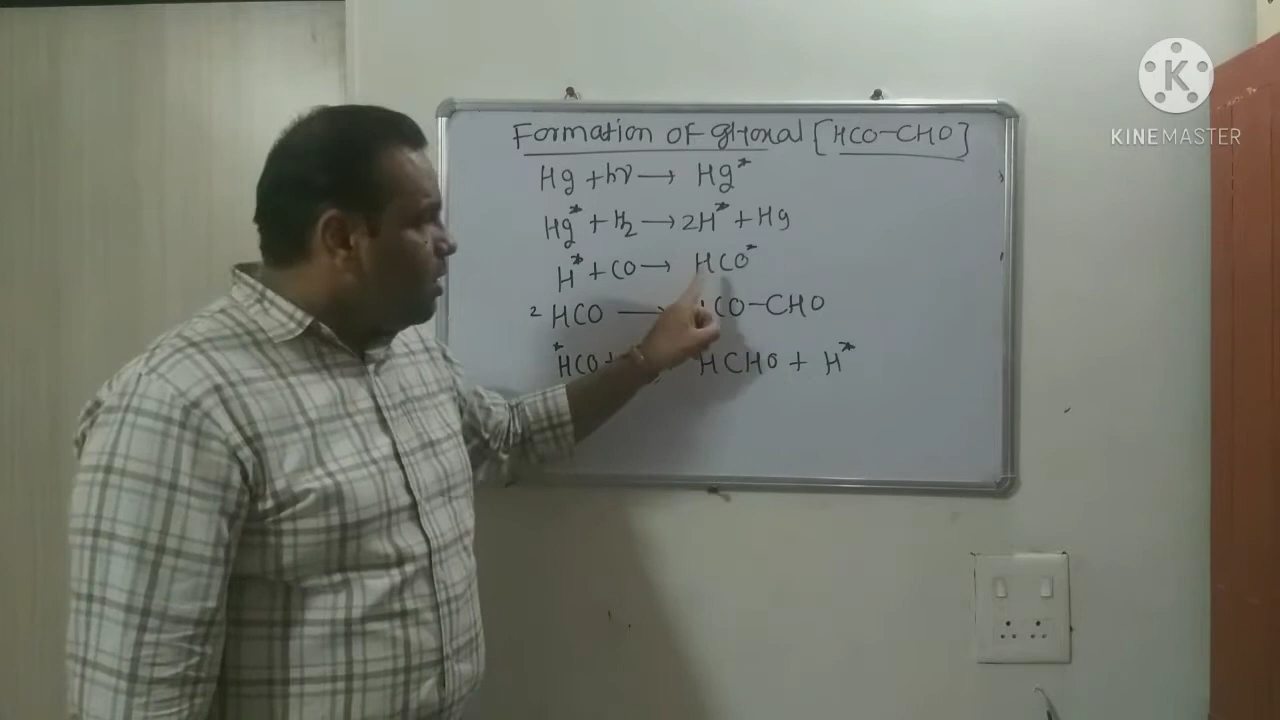 Formation of glyoxal [HCO-CHO]
Hg + hν → Hg*
Hg* + H2 → 2H* + Hg
H* + CO → HCO*
2 HCO → CO-CHO
*HCO + HCHO + H*
K
KINEMASTER